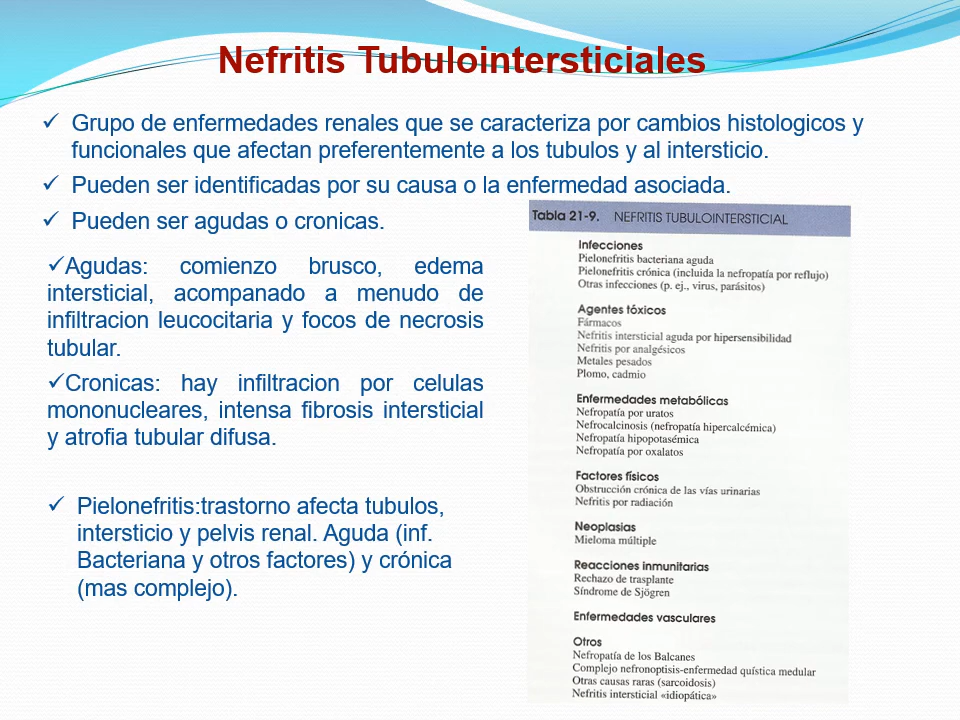 Nefritis Tubulointersticiales
✓ Grupo de enfermedades renales que se caracteriza por cambios histologicos y
funcionales que afectan preferentemente a los tubulos y al intersticio.
✓ Pueden ser identificadas por su causa o la enfermedad asociada.
✓ Pueden ser agudas o cronicas.
✓Agudas: comienzo brusco, edema
intersticial, acompanado a menudo de
infiltracion leucocitaria y focos de necrosis
tubular.
✓Cronicas: hay infiltracion por celulas
mononucleares, intensa fibrosis intersticial
y atrofia tubular difusa.
✓ Pielonefritis:trastorno afecta tubulos,
intersticio y pelvis renal. Aguda (inf.
Bacteriana y otros factores) y crónica
(mas complejo).
Tabla 21-9. NEFRITIS TUBULOINTERSTICIAL
Infecciones
Pielonefritis bacteriana aguda
Pielonefritis crónica (incluida la nefropatía por reflujo)
Otras infecciones (p. ej., virus, parásitos)
Agentes tóxicos
Fármacos
Nefritis intersticial aguda por hipersensibilidad
Nefritis por analgésicos
Metales pesados
Plomo, cadmio
Enfermedades metabólicas
Nefropatía por uratos
Nefrocalcinosis (nefropatía hipercalcémica)
Nefropatía hipopotasémica
Nefropatía por oxalatos
Factores físicos
Obstrucción crónica de las vías urinarias
Nefritis por radiación
Neoplasias
Mieloma múltiple
Reacciones inmunitarias
Rechazo de trasplante
Síndrome de Sjögren
Enfermedades vasculares
Otros
Nefropatía de los Balcanes
Complejo nefronoptisis-enfermedad quística medular
Otras causas raras (sarcoidosis)
Nefritis intersticial «idiopática»